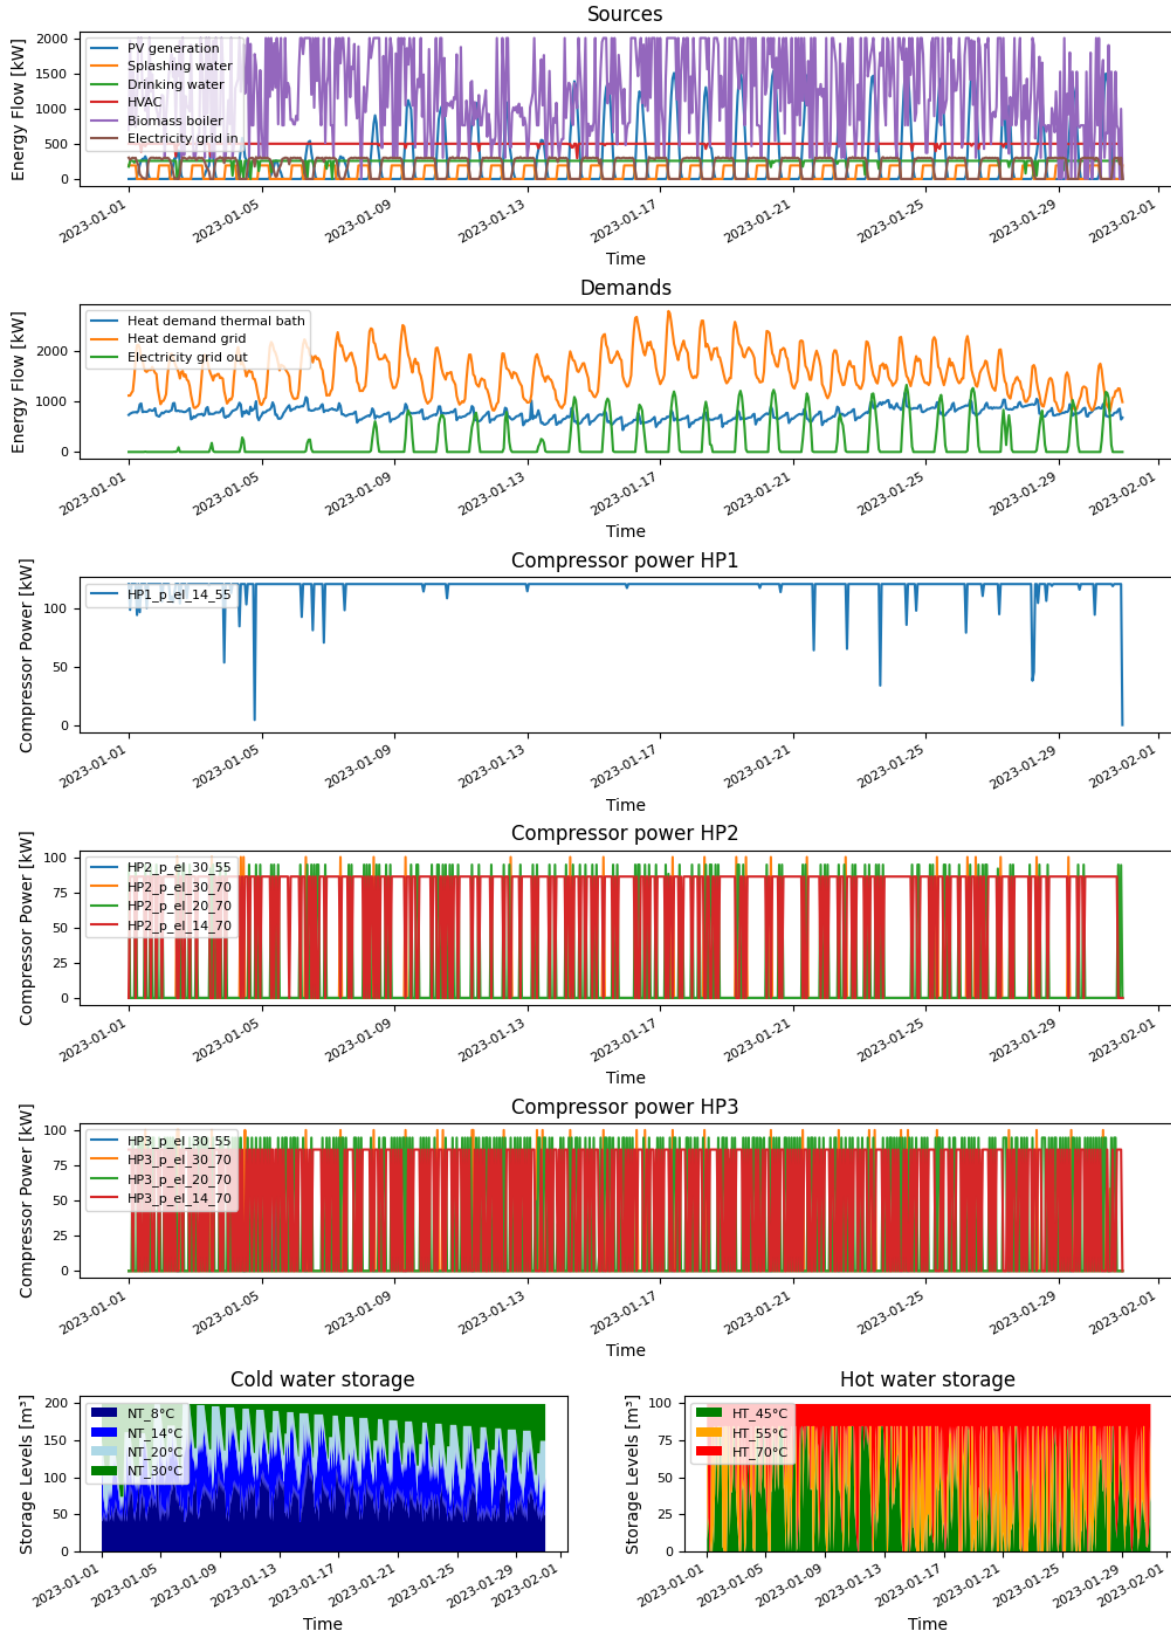 Sources
Energy Flow [kW]
2000
1500
1000
500
0
PV generation
Splashing water
Drinking water
HVAC
Biomass boiler
Electricity grid in
2023-01-01
2023-01-05
2023-01-09
2023-01-13
2023-01-17
2023-01-21
2023-01-25
2023-01-29
2023-02-01
Time
Demands
Energy Flow [kW]
2000
1000
0
Heat demand thermal bath
Heat demand grid
Electricity grid out
2023-01-01
2023-01-05
2023-01-09
2023-01-13
2023-01-17
2023-01-21
2023-01-25
2023-01-29
2023-02-01
Time
Compressor power HP1
Compressor Power [kW]
100
50
0
HP1_p_el_14_55
2023-01-01
2023-01-05
2023-01-09
2023-01-13
2023-01-17
2023-01-21
2023-01-25
2023-01-29
2023-02-01
Time
Compressor power HP2
Compressor Power [kW]
100
75
50
25
0
HP2_p_el_30_55
HP2_p_el_30_70
HP2_p_el_20_70
HP2_p_el_14_70
2023-01-01
2023-01-05
2023-01-09
2023-01-13
2023-01-17
2023-01-21
2023-01-25
2023-01-29
2023-02-01
Time
Compressor power HP3
Compressor Power [kW]
100
75
50
25
0
HP3_p_el_30_55
HP3_p_el_30_70
HP3_p_el_20_70
HP3_p_el_14_70
2023-01-01
2023-01-05
2023-01-09
2023-01-13
2023-01-17
2023-01-21
2023-01-25
2023-01-29
2023-02-01
Time
Cold water storage
Storage Levels [m³]
200
150
100
50
0
NT_8°C
NT_14°C
NT_20°C
NT_30°C
2023-01-01
2023-01-05
2023-01-09
2023-01-13
2023-01-17
2023-01-21
2023-01-25
2023-01-29
2023-02-01
Time
Hot water storage
Storage Levels [m³]
100
75
50
25
0
HT_45°C
HT_55°C
HT_70°C
2023-01-01
2023-01-05
2023-01-09
2023-01-13
2023-01-17
2023-01-21
2023-01-25
2023-01-29
2023-02-01
Time